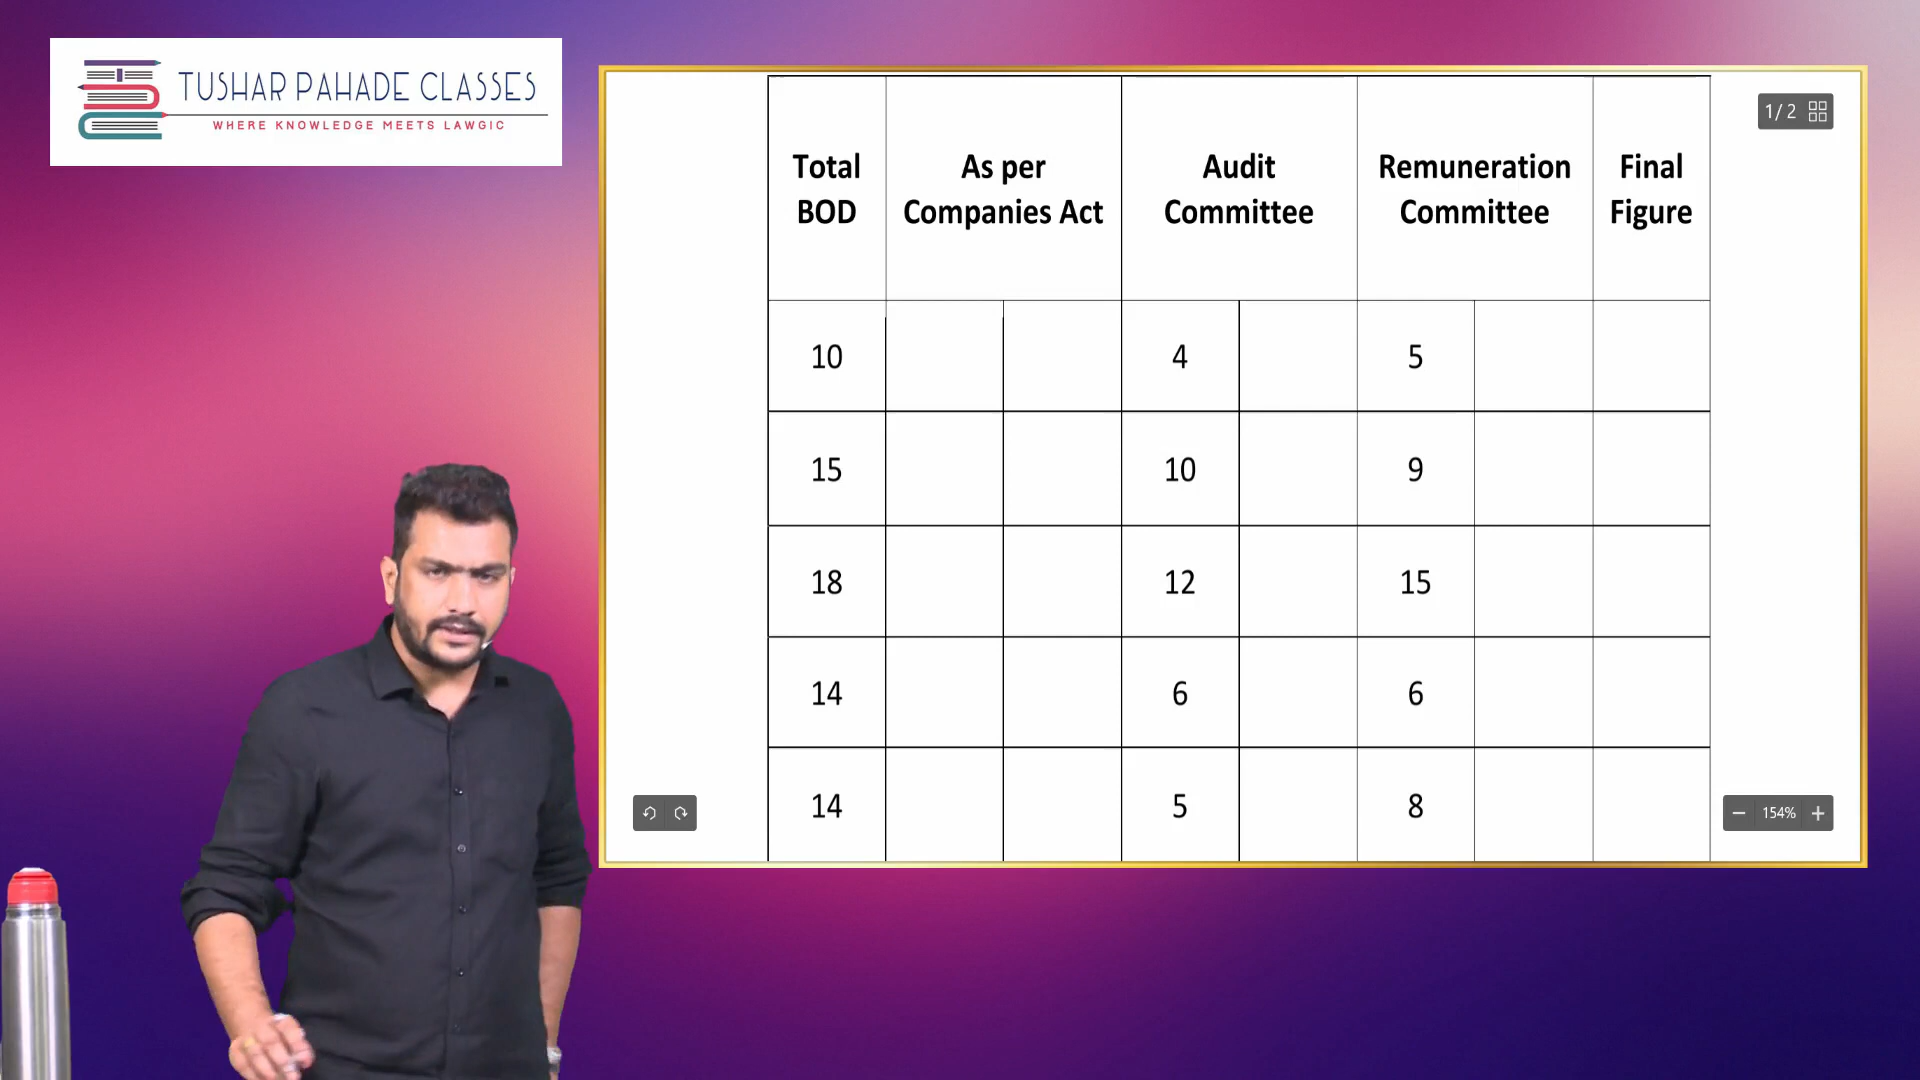 TUSHAR PAHADE CLASSES
WHERE KNOWLEDGE MEETS LAWGIC
1/2
Total BOD As per Companies Act Audit Committee Remuneration Committee Final Figure
10 4 5
15 10 9
18 12 15
14 6 6
14 5 8
154%